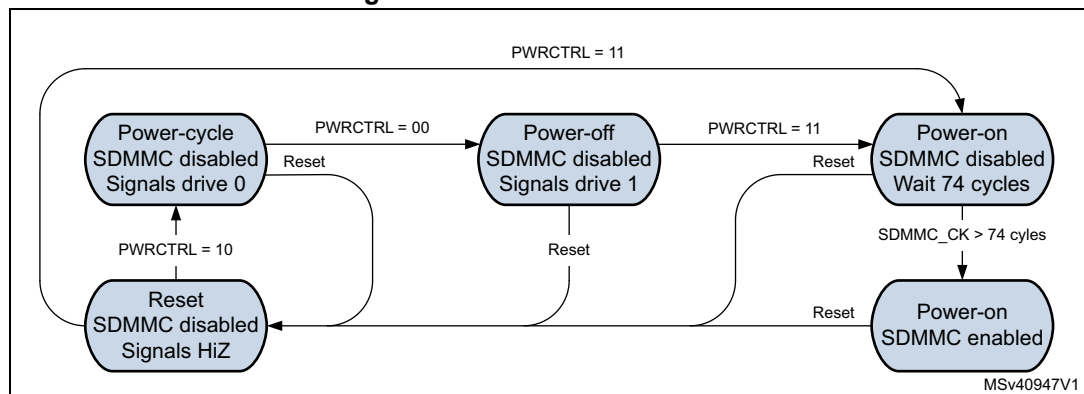 PWRCTRL = 11
Power-cycle
SDMMC disabled
Signals drive 0
PWRCTRL = 00
Reset
Power-off
SDMMC disabled
Signals drive 1
PWRCTRL = 11
Reset
Power-on
SDMMC disabled
Wait 74 cycles
PWRCTRL = 10
Reset
SDMMC_CK > 74 cyles
Reset
SDMMC disabled
Signals HiZ
Reset
Power-on
SDMMC enabled
MSv40947V1